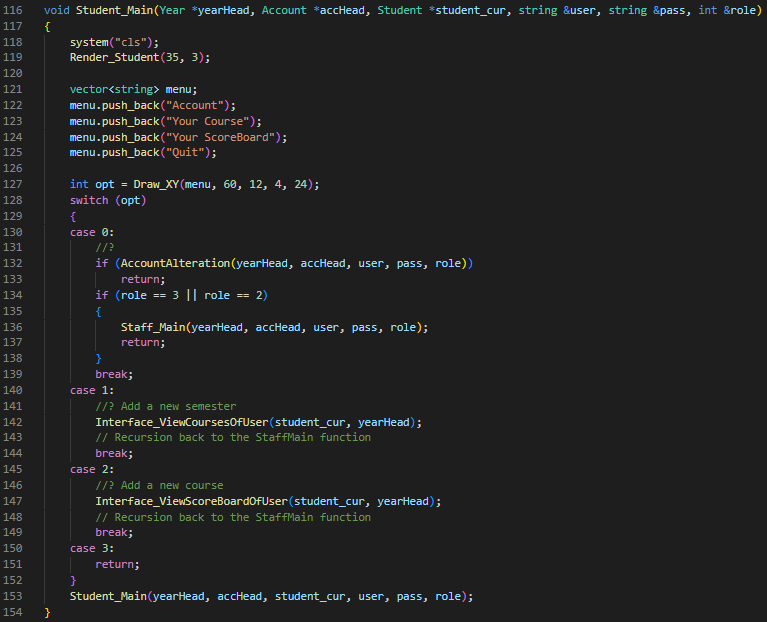 116 void Student_Main(Year *yearHead, Account *accHead, Student *student_cur, string &user, string &pass, int &role)
117 {
118     system("cls");
119     Render_Student(35, 3);
120
121     vector<string> menu;
122     menu.push_back("Account");
123     menu.push_back("Your Course");
124     menu.push_back("Your ScoreBoard");
125     menu.push_back("Quit");
126
127     int opt = Draw_XY(menu, 60, 12, 4, 24);
128     switch (opt)
129     {
130     case 0:
131         //?
132         if (AccountAlteration(yearHead, accHead, user, pass, role))
133             return;
134         if (role == 3 || role == 2)
135         {
136             Staff_Main(yearHead, accHead, user, pass, role);
137             return;
138         }
139         break;
140     case 1:
141         //? Add a new semester
142         Interface_ViewCoursesOfUser(student_cur, yearHead);
143         // Recursion back to the StaffMain function
144         break;
145     case 2:
146         //? Add a new course
147         Interface_ViewScoreBoardOfUser(student_cur, yearHead);
148         // Recursion back to the StaffMain function
149         break;
150     case 3:
151         return;
152     }
153     Student_Main(yearHead, accHead, student_cur, user, pass, role);
154 }